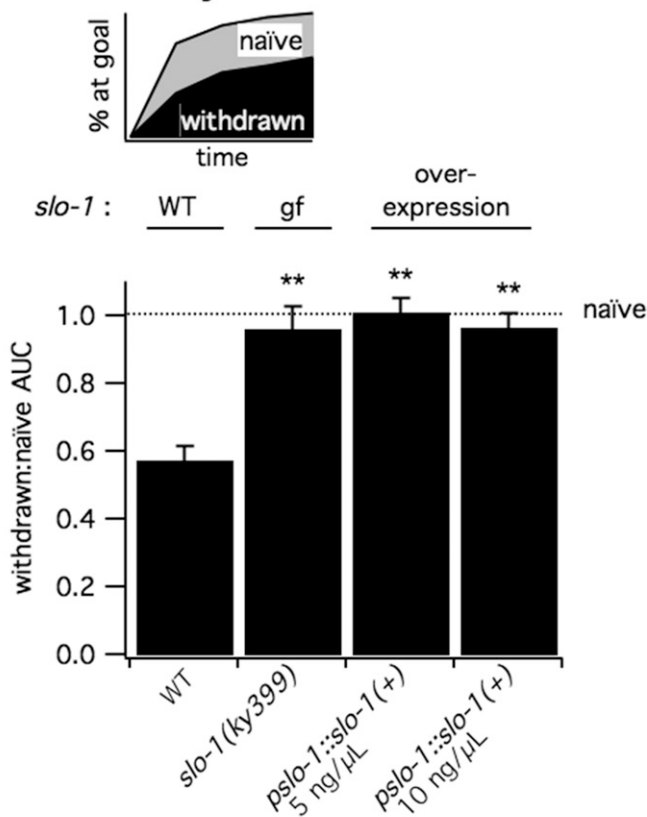 % at goal
naïve
withdrawn
time
over-
slo-1 : WT gf expression
** ** **
naïve
withdrawn:naïve AUC
1.0
0.8
0.6
0.4
0.2
0.0
WT
slo-1(ky399)
pslo-1::slo-1(+)
5 ng/µL
pslo-1::slo-1(+)
10 ng/µL